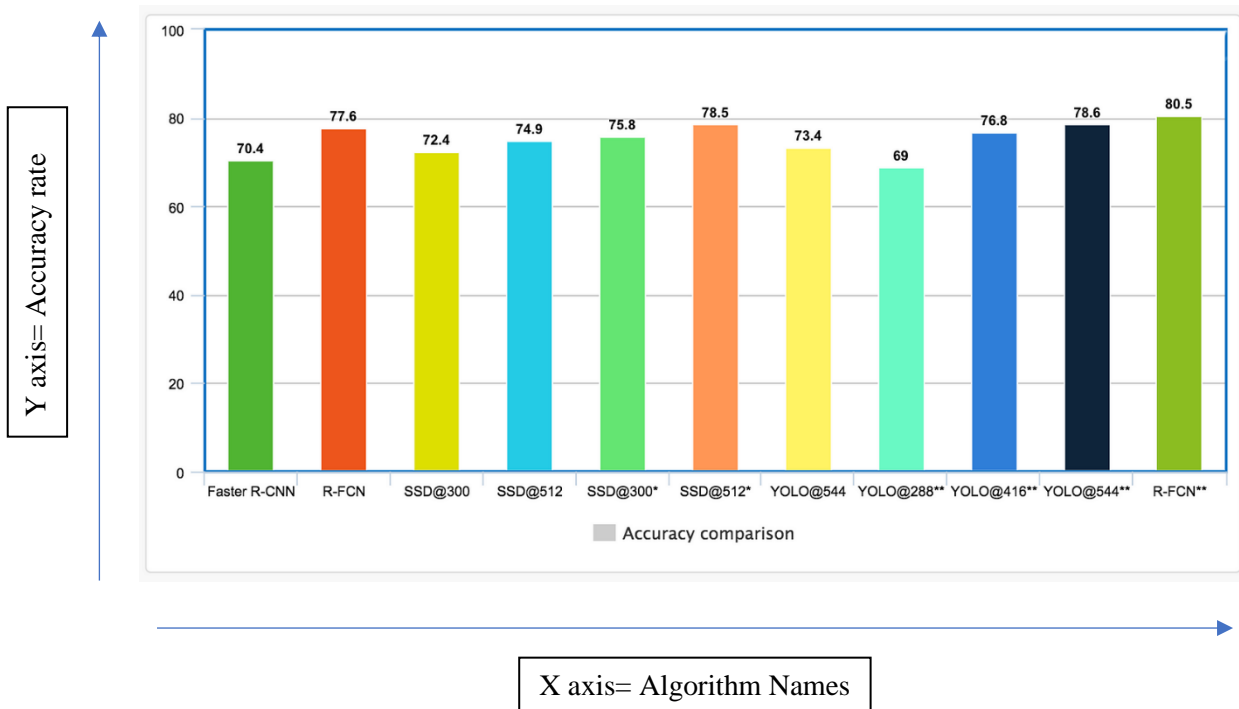 100
80
60
40
20
0
70.4
77.6
72.4
74.9
75.8
78.5
73.4
69
76.8
78.6
80.5
Faster R-CNN
R-FCN
SSD@300
SSD@512
SSD@300*
SSD@512*
YOLO@544
YOLO@288**
YOLO@416**
YOLO@544**
R-FCN**
Accuracy comparison
Y axis= Accuracy rate
X axis= Algorithm Names